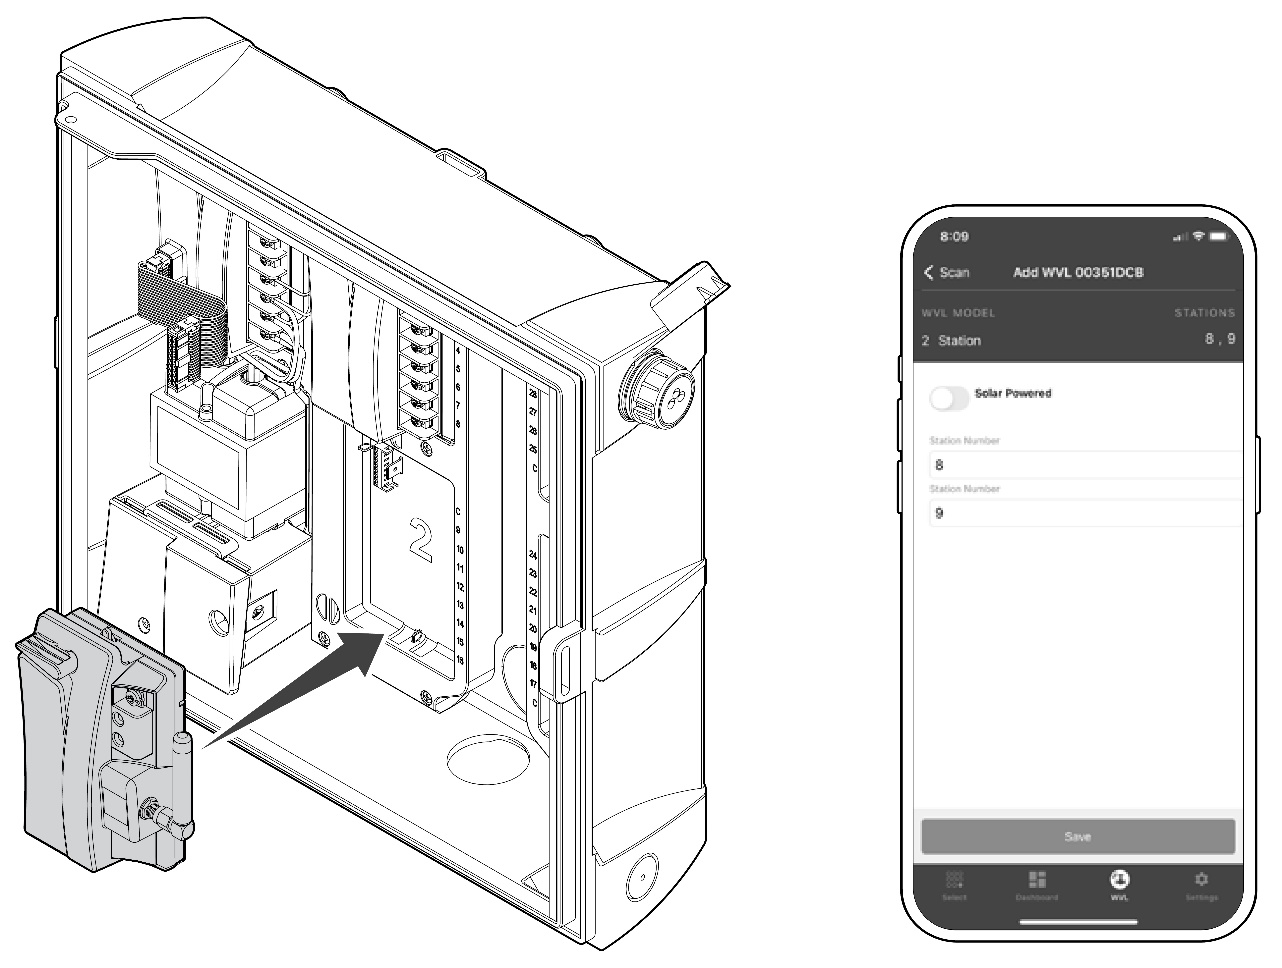 4
5
6
7
8
28
27
26
25
C
2
C
9
10
11
12
13
14
15
16
24
23
22
21
20
19
18
17
C
8:09
Scan Add WVL 00351DCB
WVL MODEL STATIONS
2 Station 8 , 9
Solar Powered
Station Number
8
Station Number
9
Save
Select Dashboard WVL Settings